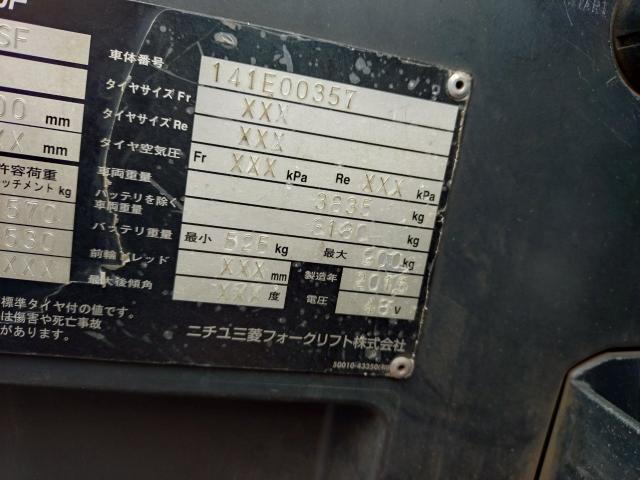 SF
車体番号 141E00357
タイヤサイズ Fr XXX
00 mm タイヤサイズ Re XXX
XX mm タイヤ空気圧 Fr XXX kPa Re XXX kPa
許容荷重 車両重量 3835 kg
ッチメント kg バッテリを除く車両重量 kg
570 バッテリ重量 最小 525 kg 最大 900 kg
530 前輪トレッド XXX mm 製造年 2015
XXX 最大後傾角 XXX 度 電圧 48 V
標準タイヤ付の値です。
は傷害や死亡事故
があります。
ニチユ三菱フォークリフト株式会社